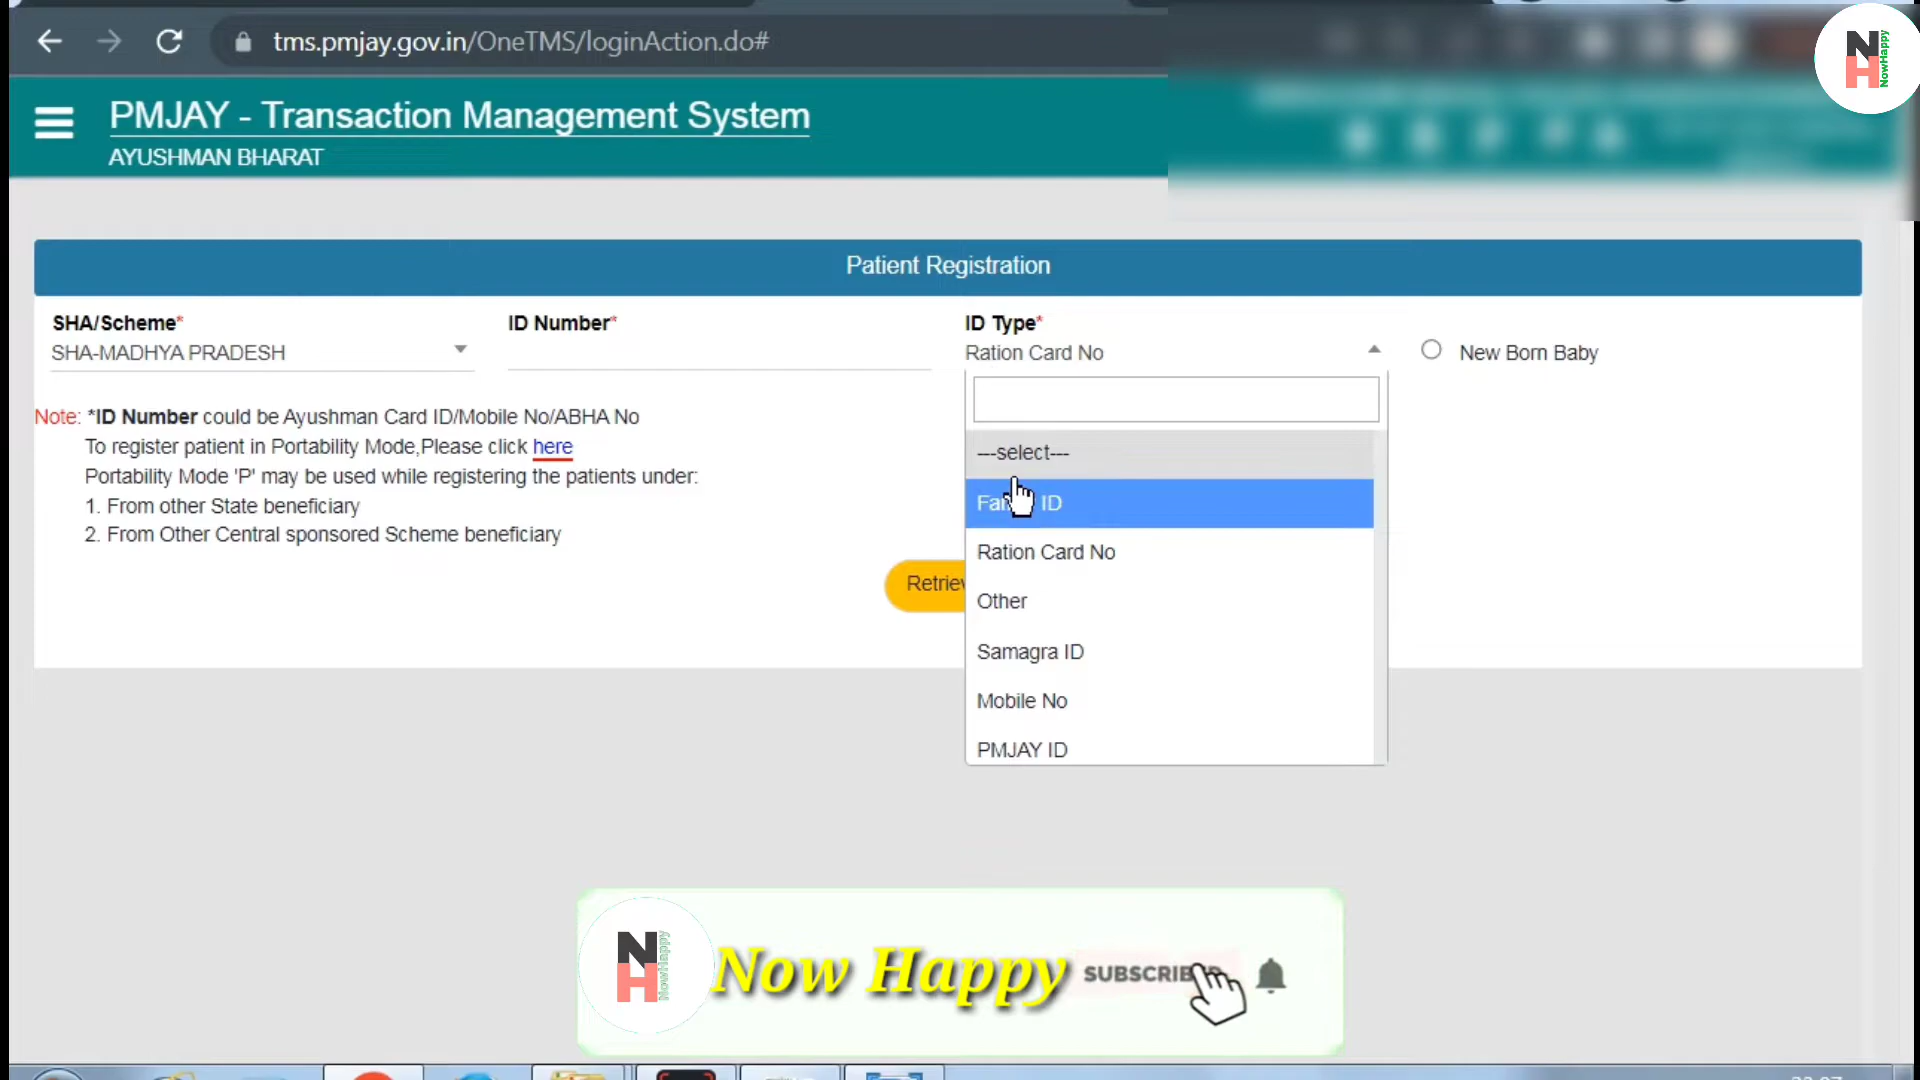 tms.pmjay.gov.in/OneTMS/loginAction.do#
NH NowHappy
PMJAY - Transaction Management System
AYUSHMAN BHARAT
Patient Registration
SHA/Scheme*
ID Number*
ID Type*
SHA-MADHYA PRADESH
Ration Card No
New Born Baby
Note: *ID Number could be Ayushman Card ID/Mobile No/ABHA No
To register patient in Portability Mode,Please click here
Portability Mode 'P' may be used while registering the patients under:
1. From other State beneficiary
2. From Other Central sponsored Scheme beneficiary
---select---
ID
Ration Card No
Other
Samagra ID
Mobile No
PMJAY ID
NH NowHappy
Now Happy